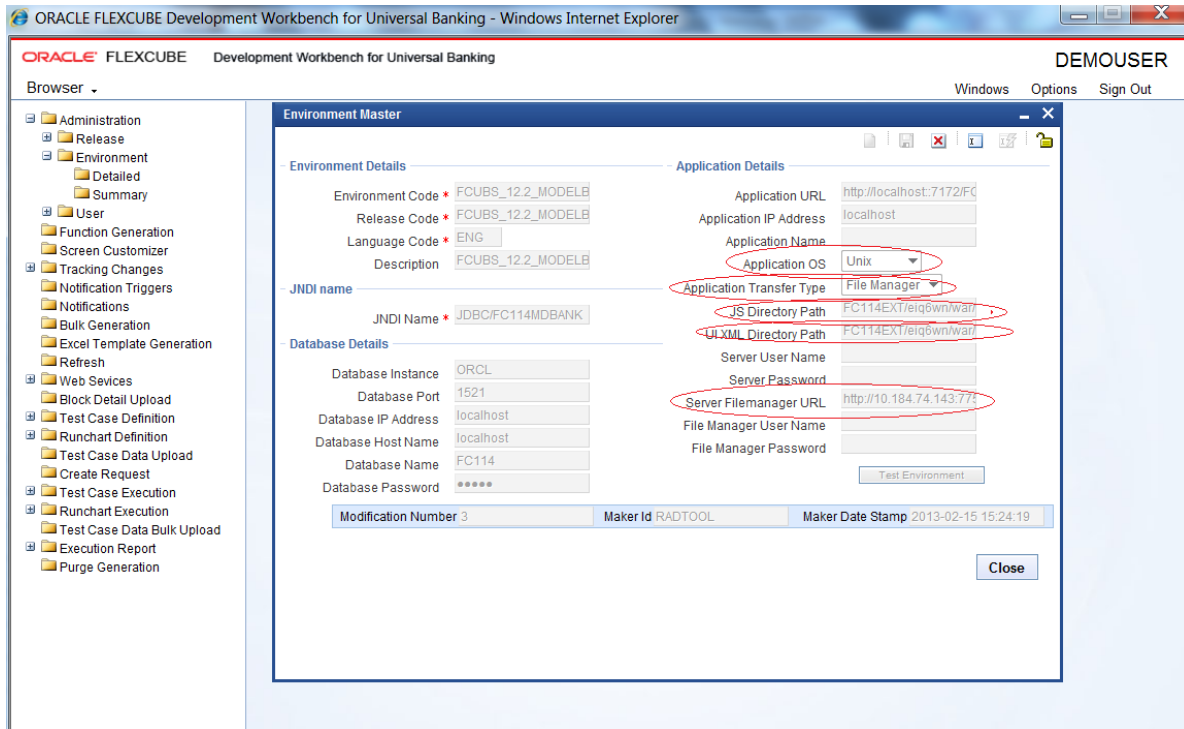 ORACLE FLEXCUBE Development Workbench for Universal Banking - Windows Internet Explorer
ORACLE FLEXCUBE Development Workbench for Universal Banking
DEMOUSER
Browser
Windows Options Sign Out
Administration
Release
Environment
Detailed
Summary
User
Function Generation
Screen Customizer
Tracking Changes
Notification Triggers
Notifications
Bulk Generation
Excel Template Generation
Refresh
Web Sevices
Block Detail Upload
Test Case Definition
Runchart Definition
Test Case Data Upload
Create Request
Test Case Execution
Runchart Execution
Test Case Data Bulk Upload
Execution Report
Purge Generation
Environment Master
Environment Details
Environment Code * FCUBS_12.2_MODELB
Release Code * FCUBS_12.2_MODELB
Language Code * ENG
Description FCUBS_12.2_MODELB
JNDI name
JNDI Name * JDBC/FC114MDBANK
Database Details
Database Instance ORCL
Database Port 1521
Database IP Address localhost
Database Host Name localhost
Database Name FC114
Database Password •••••
Application Details
Application URL http://localhost::7172/FC
Application IP Address localhost
Application Name
Application OS Unix
Application Transfer Type File Manager
JS Directory Path FC114EXT/eiq6wn/war/
UI XML Directory Path FC114EXT/eiq6wn/war/
Server User Name
Server Password
Server Filemanager URL http://10.184.74.143:775
File Manager User Name
File Manager Password
Test Environment
Modification Number 3 Maker Id RADTOOL Maker Date Stamp 2013-02-15 15:24:19
Close